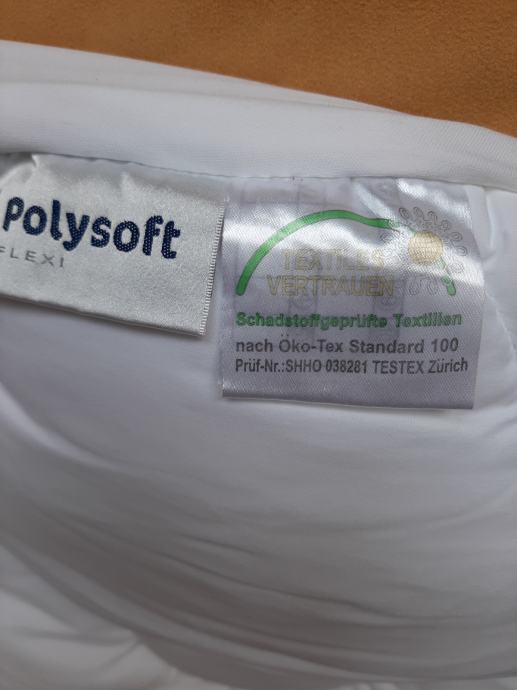 Polysoft
FLEXI
TEXTILES
VERTRAUEN
Schadstoffgeprüfte Textilien
nach Öko-Tex Standard 100
Prüf-Nr.:SHHO 038281 TESTEX Zürich